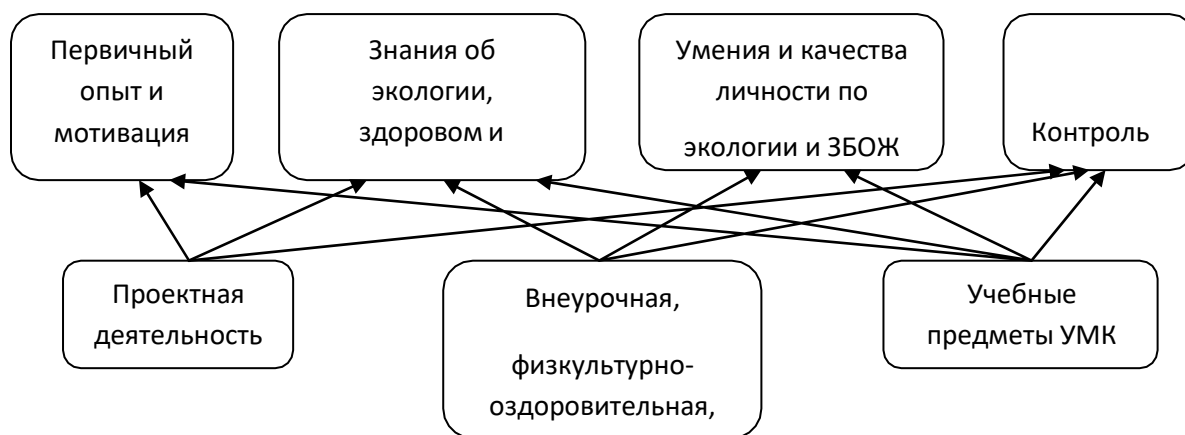 Первичный
опыт и
мотивация
Знания об
экологии,
здоровом и
Умения и качества
личности по
экологии и ЗБОЖ
Контроль
Проектная
деятельность
Внеурочная,
физкультурно-
оздоровительная,
Учебные
предметы УМК